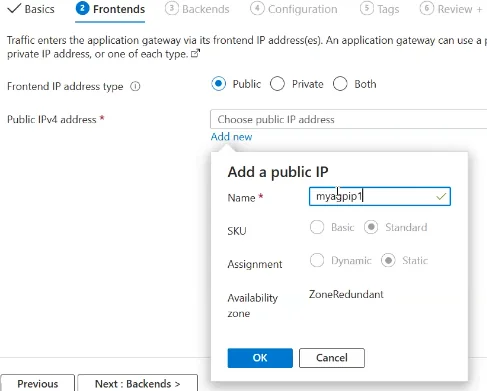 Basics 2 Frontends 3 Backends 4 Configuration 5 Tags 6 Review +
Traffic enters the application gateway via its frontend IP address(es). An application gateway can use a p
private IP address, or one of each type.
Frontend IP address type Public Private Both
Public IPv4 address * Choose public IP address
Add new
Add a public IP
Name * myagpip1
SKU Basic Standard
Assignment Dynamic Static
Availability ZoneRedundant
zone
OK Cancel
Previous Next : Backends >